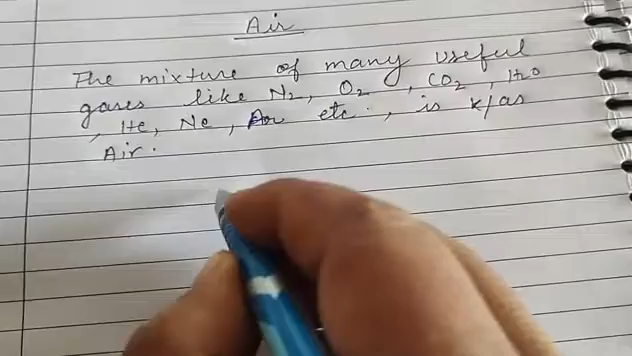 Air
The mixture of many useful
gases like N₂, O₂, CO₂, H₂O
, He, Ne, Ar etc., is k/as
Air.